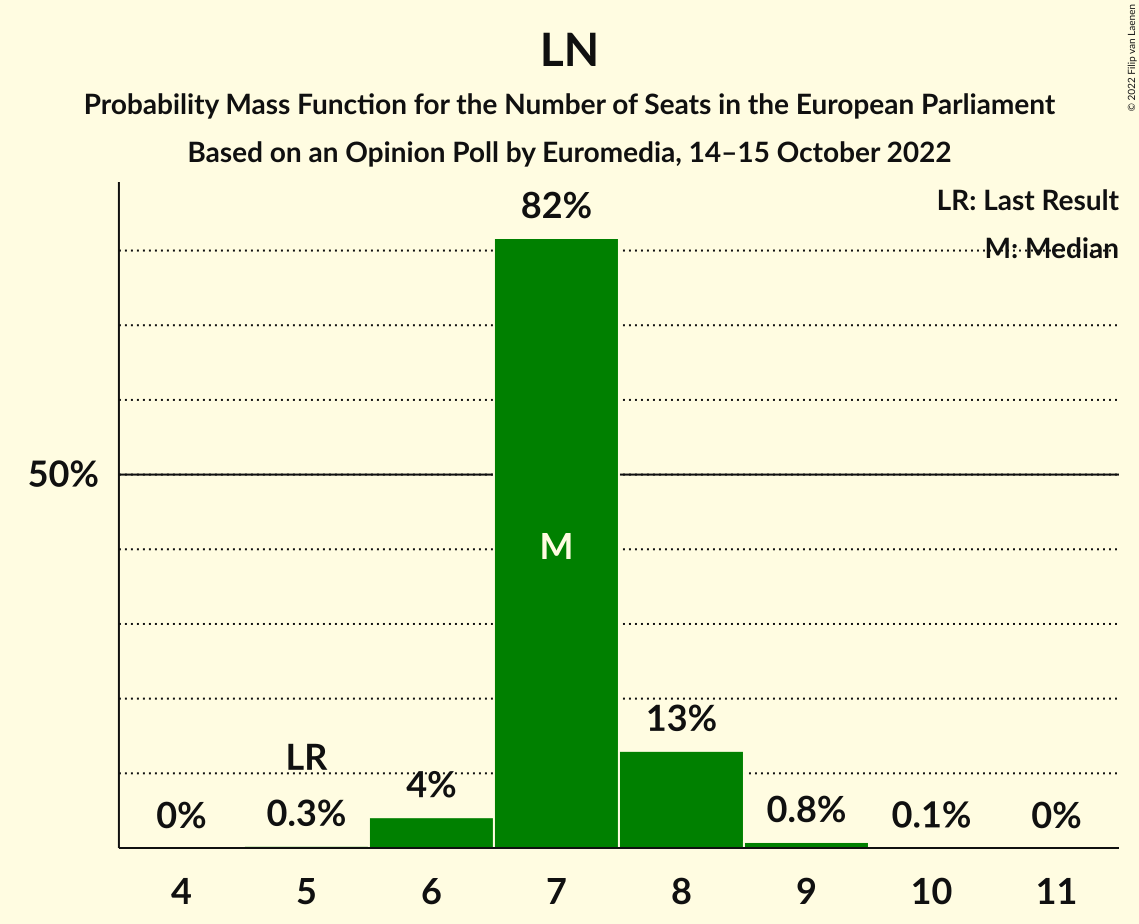 LN
Probability Mass Function for the Number of Seats in the European Parliament
Based on an Opinion Poll by Euromedia, 14–15 October 2022
© 2022 Filip van Laenen
LR: Last Result
M: Median
82%
50%
M
13%
LR
4%
0%
0.3%
0.8%
0.1%
0%
4 5 6 7 8 9 10 11